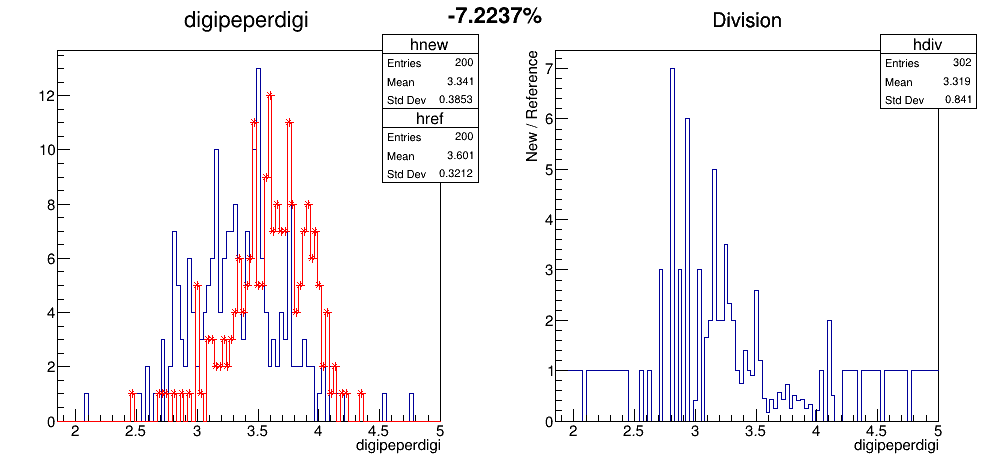 -7.2237%
digipeperdigi
hnew
Entries 200
Mean 3.341
Std Dev 0.3853
href
Entries 200
Mean 3.601
Std Dev 0.3212
12
10
8
6
4
2
0
2 2.5 3 3.5 4 4.5 5
digipeperdigi
Division
hdiv
Entries 302
Mean 3.319
Std Dev 0.841
New / Reference
7
6
5
4
3
2
1
0
2 2.5 3 3.5 4 4.5 5
digipeperdigi